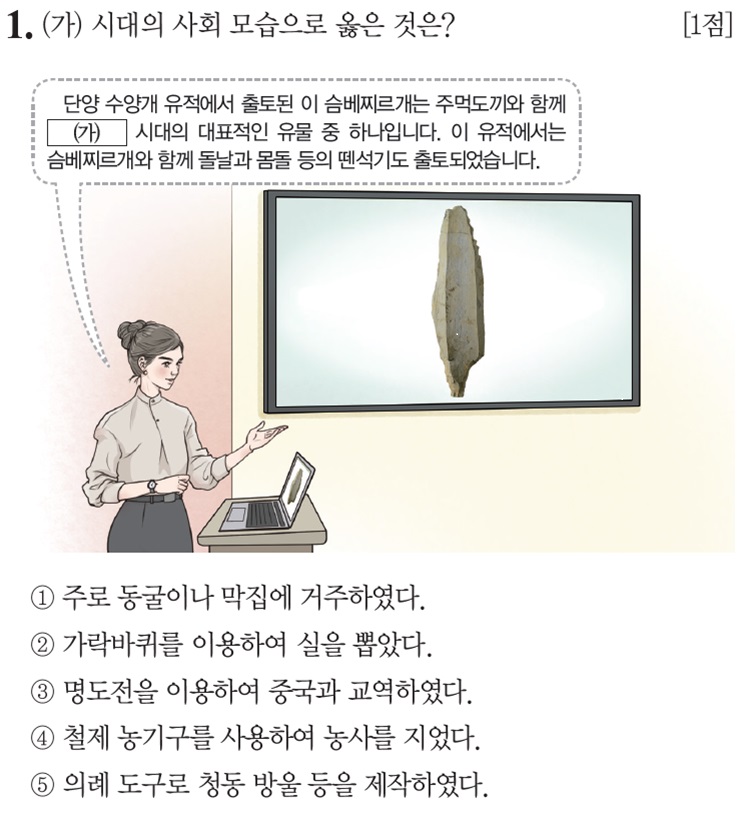 1. (가) 시대의 사회 모습으로 옳은 것은? [1점]
단양 수양개 유적에서 출토된 이 슴베찌르개는 주먹도끼와 함께
(가) 시대의 대표적인 유물 중 하나입니다. 이 유적에서는
슴베찌르개와 함께 돌날과 몸돌 등의 뗀석기도 출토되었습니다.
① 주로 동굴이나 막집에 거주하였다.
② 가락바퀴를 이용하여 실을 뽑았다.
③ 명도전을 이용하여 중국과 교역하였다.
④ 철제 농기구를 사용하여 농사를 지었다.
⑤ 의례 도구로 청동 방울 등을 제작하였다.